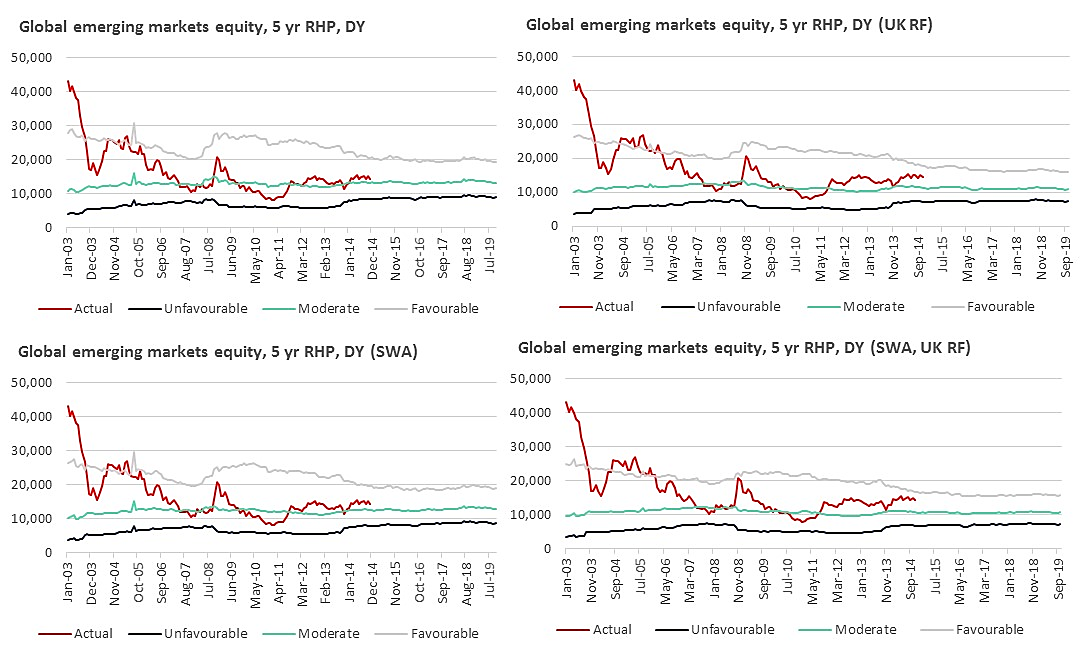 Global emerging markets equity, 5 yr RHP, DY
50,000
40,000
30,000
20,000
10,000
0
Jan-03 Dec-03 Nov-04 Oct-05 Sep-06 Aug-07 Jul-08 Jun-09 May-10 Apr-11 Mar-12 Feb-13 Jan-14 Dec-14 Nov-15 Oct-16 Sep-17 Aug-18 Jul-19
Actual Unfavourable Moderate Favourable
Global emerging markets equity, 5 yr RHP, DY (UK RF)
50,000
40,000
30,000
20,000
10,000
0
Jan-03 Nov-03 Sep-04 Jul-05 May-06 Mar-07 Jan-08 Nov-08 Sep-09 Jul-10 May-11 Mar-12 Jan-13 Nov-13 Sep-14 Jul-15 May-16 Mar-17 Jan-18 Nov-18 Sep-19
Actual Unfavourable Moderate Favourable
Global emerging markets equity, 5 yr RHP, DY (SWA)
50,000
40,000
30,000
20,000
10,000
0
Jan-03 Dec-03 Nov-04 Oct-05 Sep-06 Aug-07 Jul-08 Jun-09 May-10 Apr-11 Mar-12 Feb-13 Jan-14 Dec-14 Nov-15 Oct-16 Sep-17 Aug-18 Jul-19
Actual Unfavourable Moderate Favourable
Global emerging markets equity, 5 yr RHP, DY (SWA, UK RF)
50,000
40,000
30,000
20,000
10,000
0
Jan-03 Nov-03 Sep-04 Jul-05 May-06 Mar-07 Jan-08 Nov-08 Sep-09 Jul-10 May-11 Mar-12 Jan-13 Nov-13 Sep-14 Jul-15 May-16 Mar-17 Jan-18 Nov-18 Sep-19
Actual Unfavourable Moderate Favourable